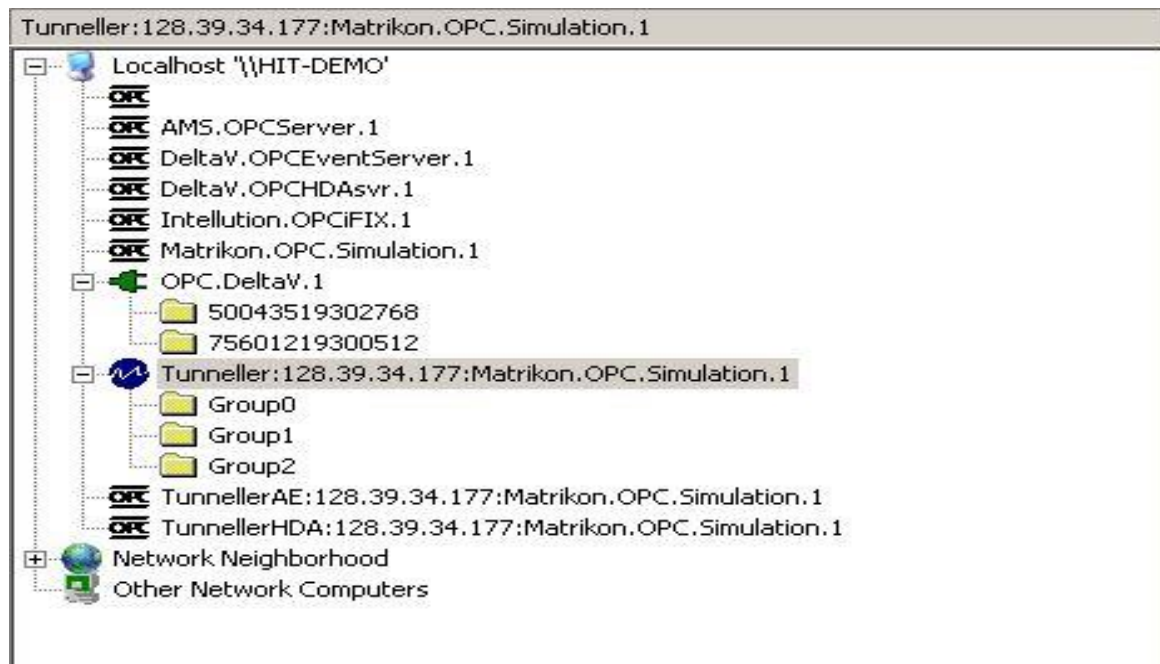 Tunneller:128.39.34.177:Matrikon.OPC.Simulation.1
Localhost '\\HIT-DEMO'
OPC
OPC AMS.OPCServer.1
OPC DeltaV.OPCEventServer.1
OPC DeltaV.OPCHDAsvr.1
OPC Intellution.OPCiFIX.1
OPC Matrikon.OPC.Simulation.1
OPC.DeltaV.1
50043519302768
75601219300512
Tunneller:128.39.34.177:Matrikon.OPC.Simulation.1
Group0
Group1
Group2
OPC TunnellerAE:128.39.34.177:Matrikon.OPC.Simulation.1
OPC TunnellerHDA:128.39.34.177:Matrikon.OPC.Simulation.1
Network Neighborhood
Other Network Computers